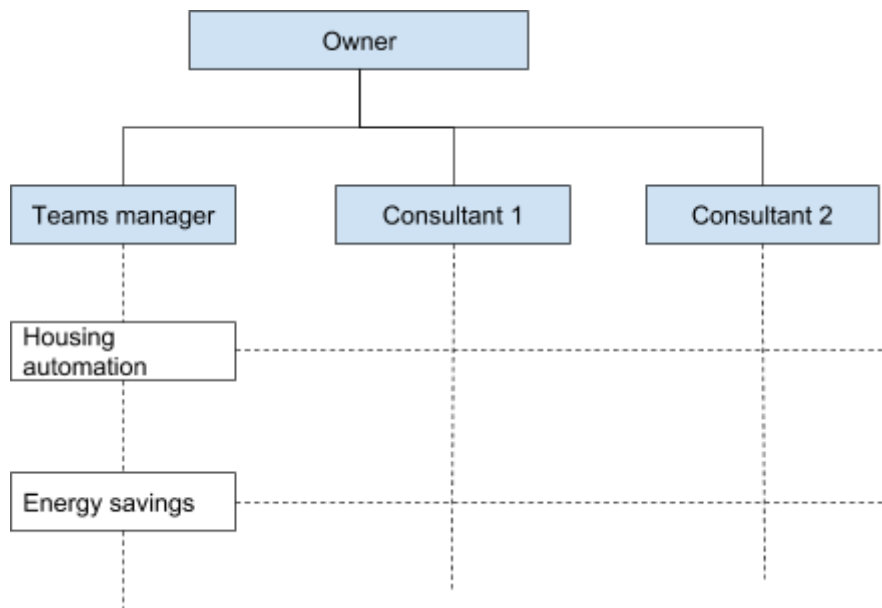 Owner
Teams manager
Consultant 1
Consultant 2
Housing
automation
Energy savings